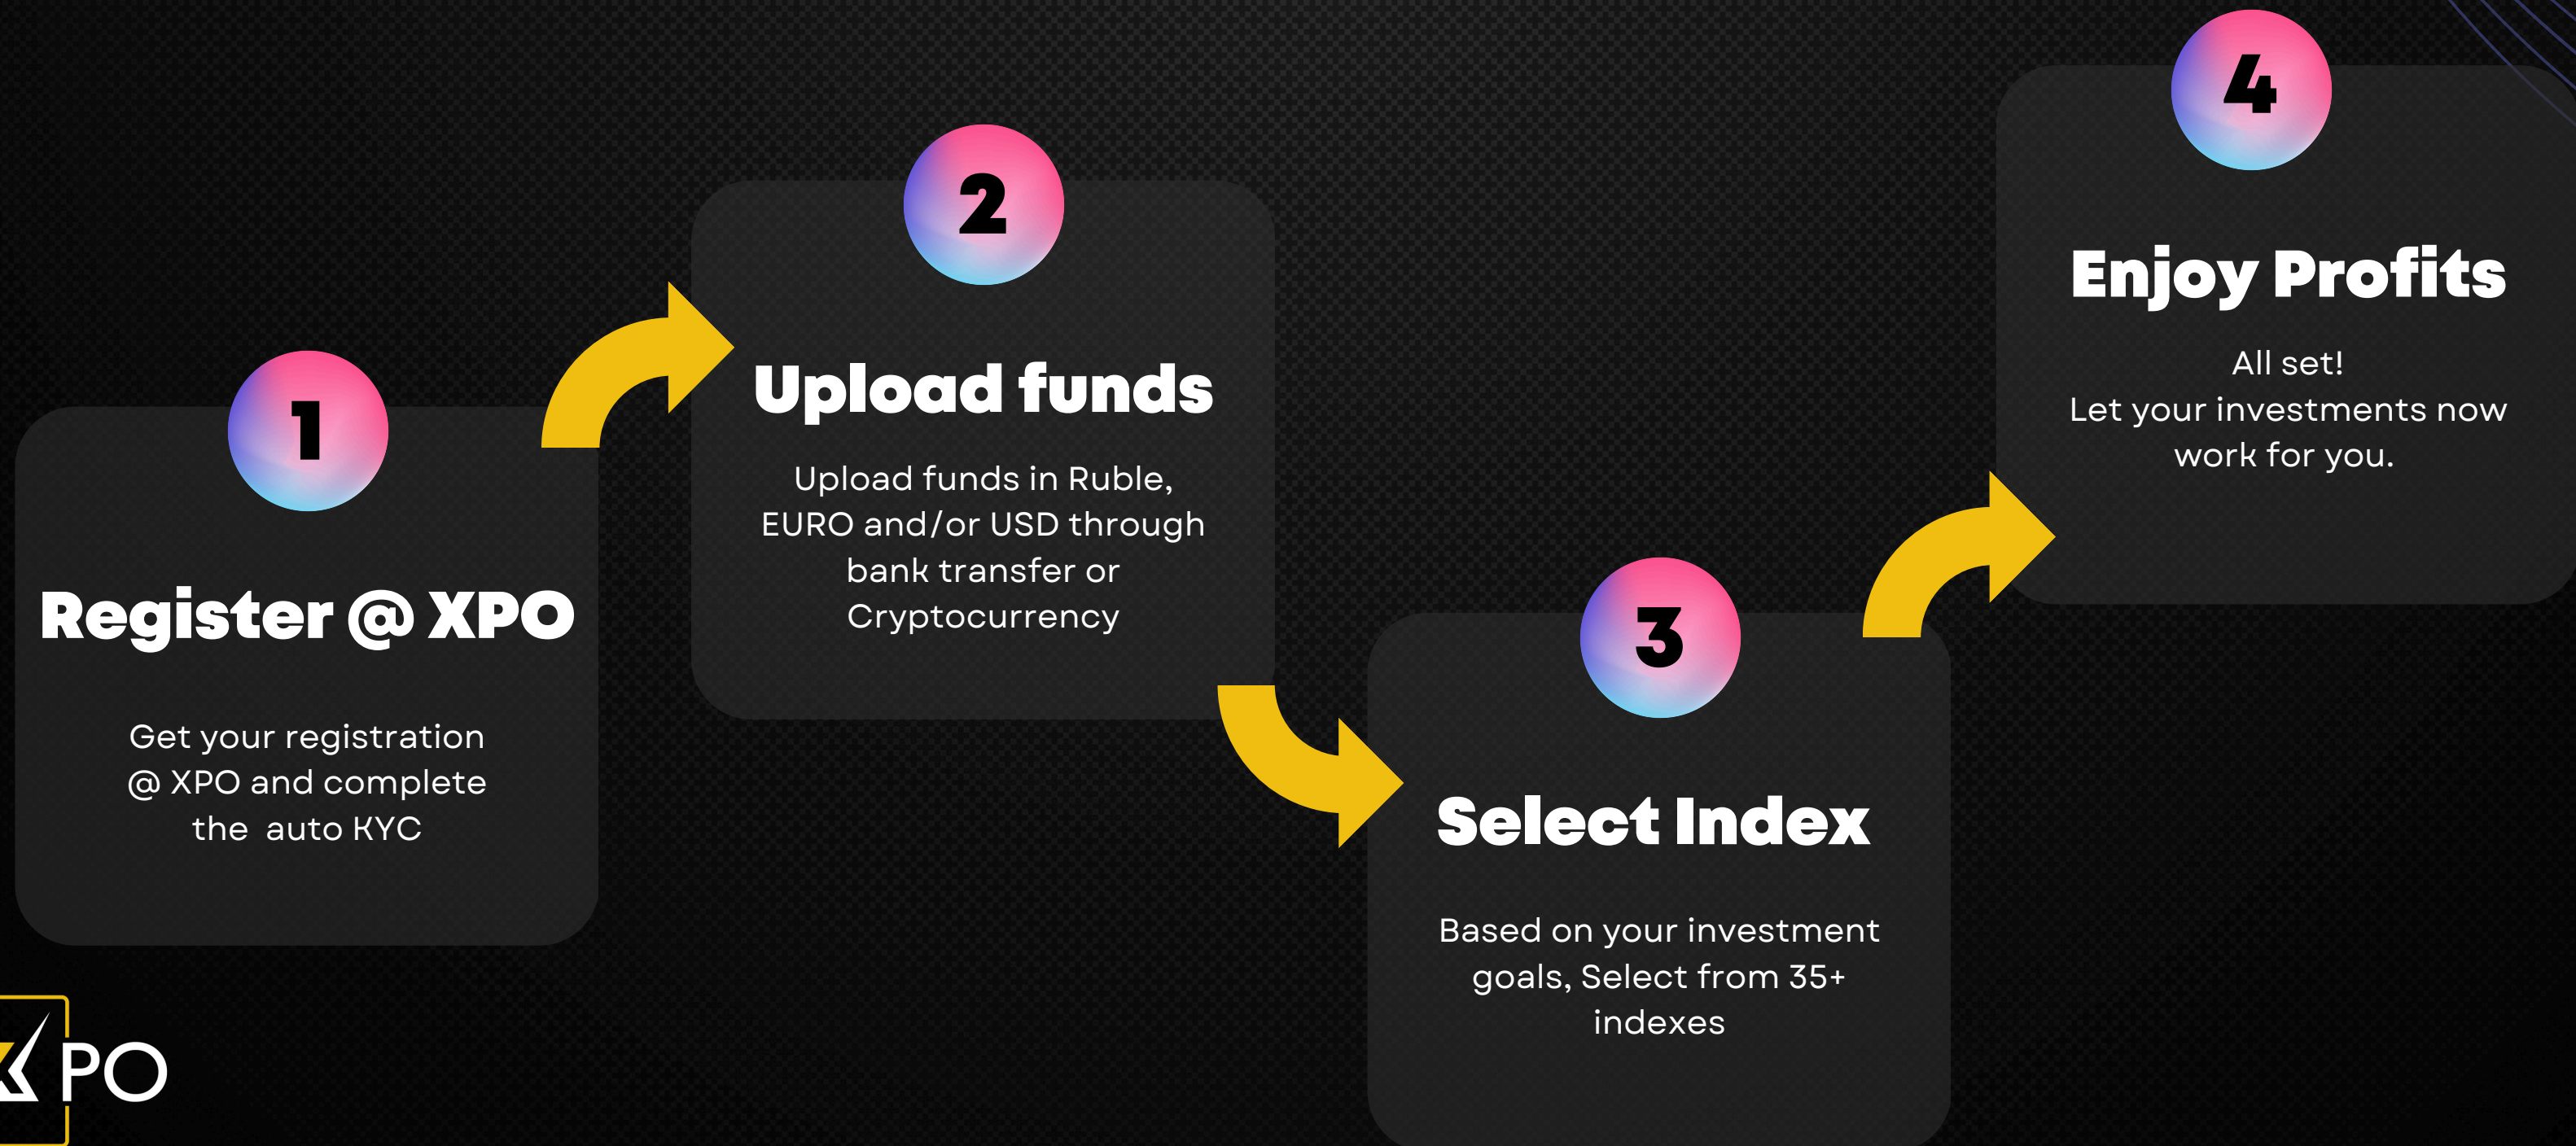 1
Register @ XPO
Get your registration
@ XPO and complete
the  auto KYC
2
Upload funds
Upload funds in Ruble,
EURO and/or USD through
bank transfer or
Cryptocurrency
3
Select Index
Based on your investment
goals, Select from 35+
indexes
4
Enjoy Profits
All set!
Let your investments now
work for you.
XPO